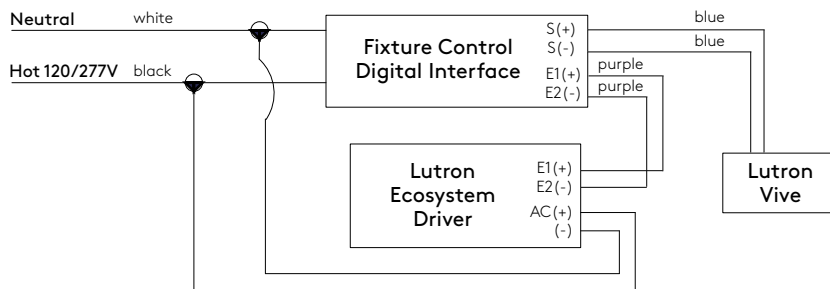 Neutral white
Hot 120/277V black
Fixture Control
Digital Interface
S(+)
S(-)
E1(+)
E2(-)
blue
blue
purple
purple
Lutron
Ecosystem
Driver
E1(+)
E2(-)
AC(+)
(-)
Lutron
Vive